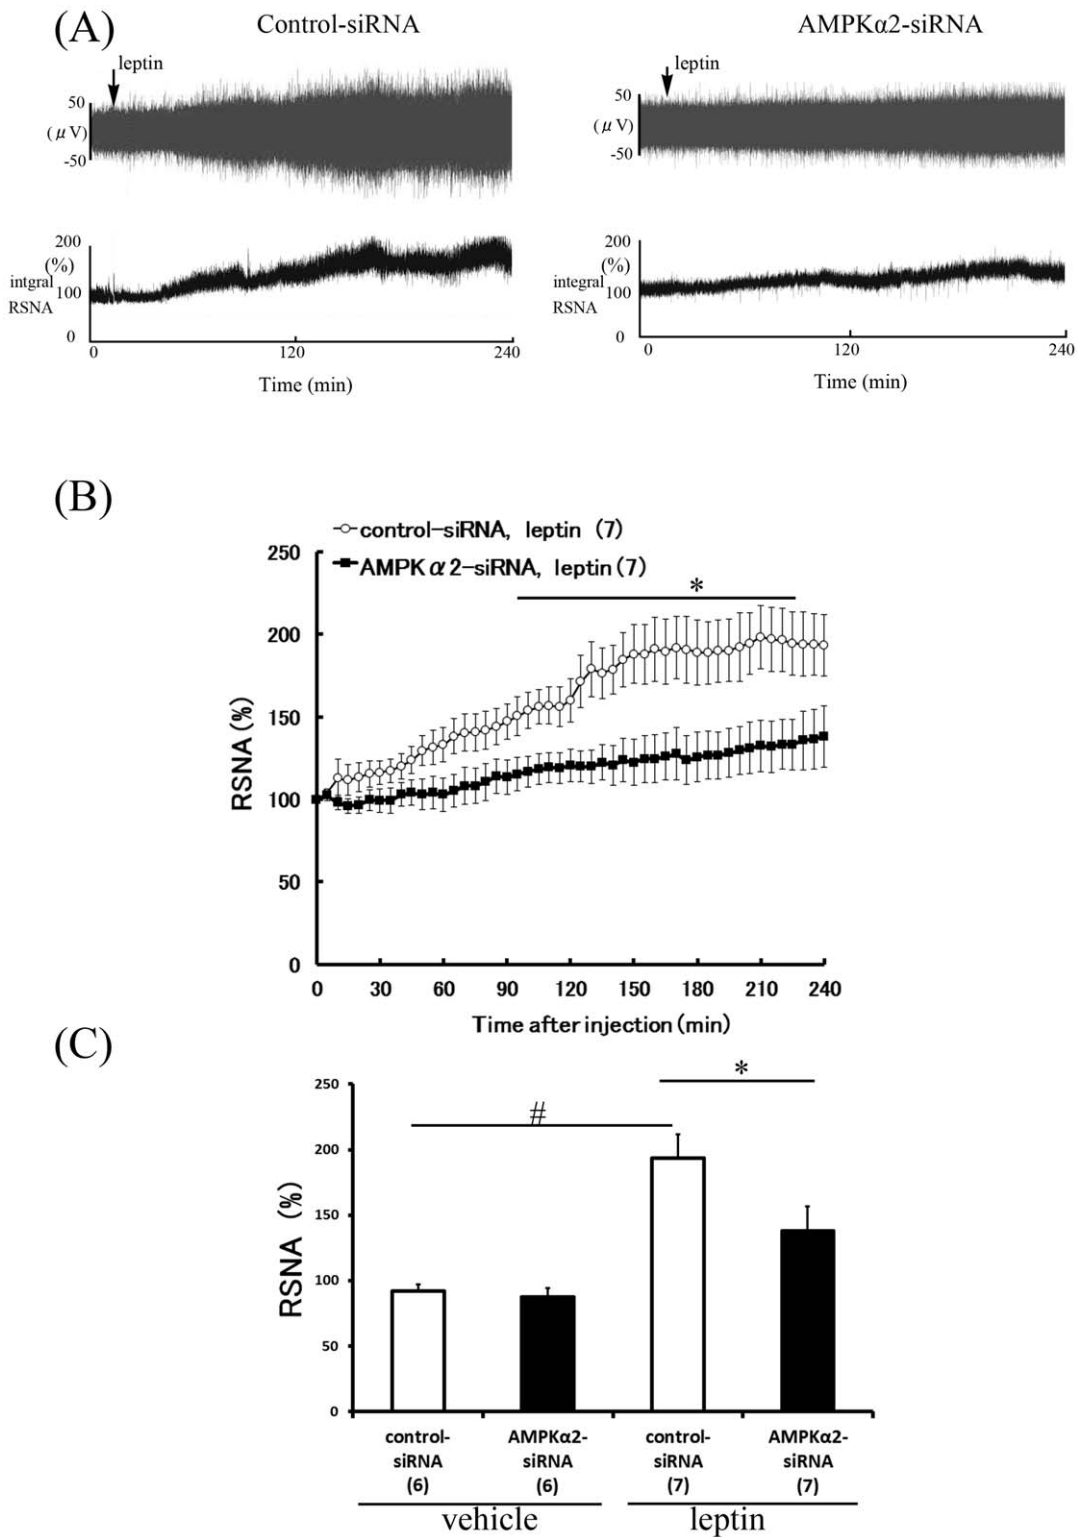 (A)
Control-siRNA
AMPKα2-siRNA
leptin
50
(μV)
-50
200
(%)
intgral
100
RSNA
0
0
120
240
Time (min)
leptin
50
(μV)
-50
200
(%)
intgral
100
RSNA
0
0
120
240
Time (min)
(B)
control-siRNA, leptin (7)
AMPKα2-siRNA, leptin (7)
*
250
200
150
100
50
0
RSNA (%)
0 30 60 90 120 150 180 210 240
Time after injection (min)
(C)
*
#
250
200
150
100
50
0
RSNA (%)
control-
siRNA
(6)
AMPKα2-
siRNA
(6)
control-
siRNA
(7)
AMPKα2-
siRNA
(7)
vehicle
leptin